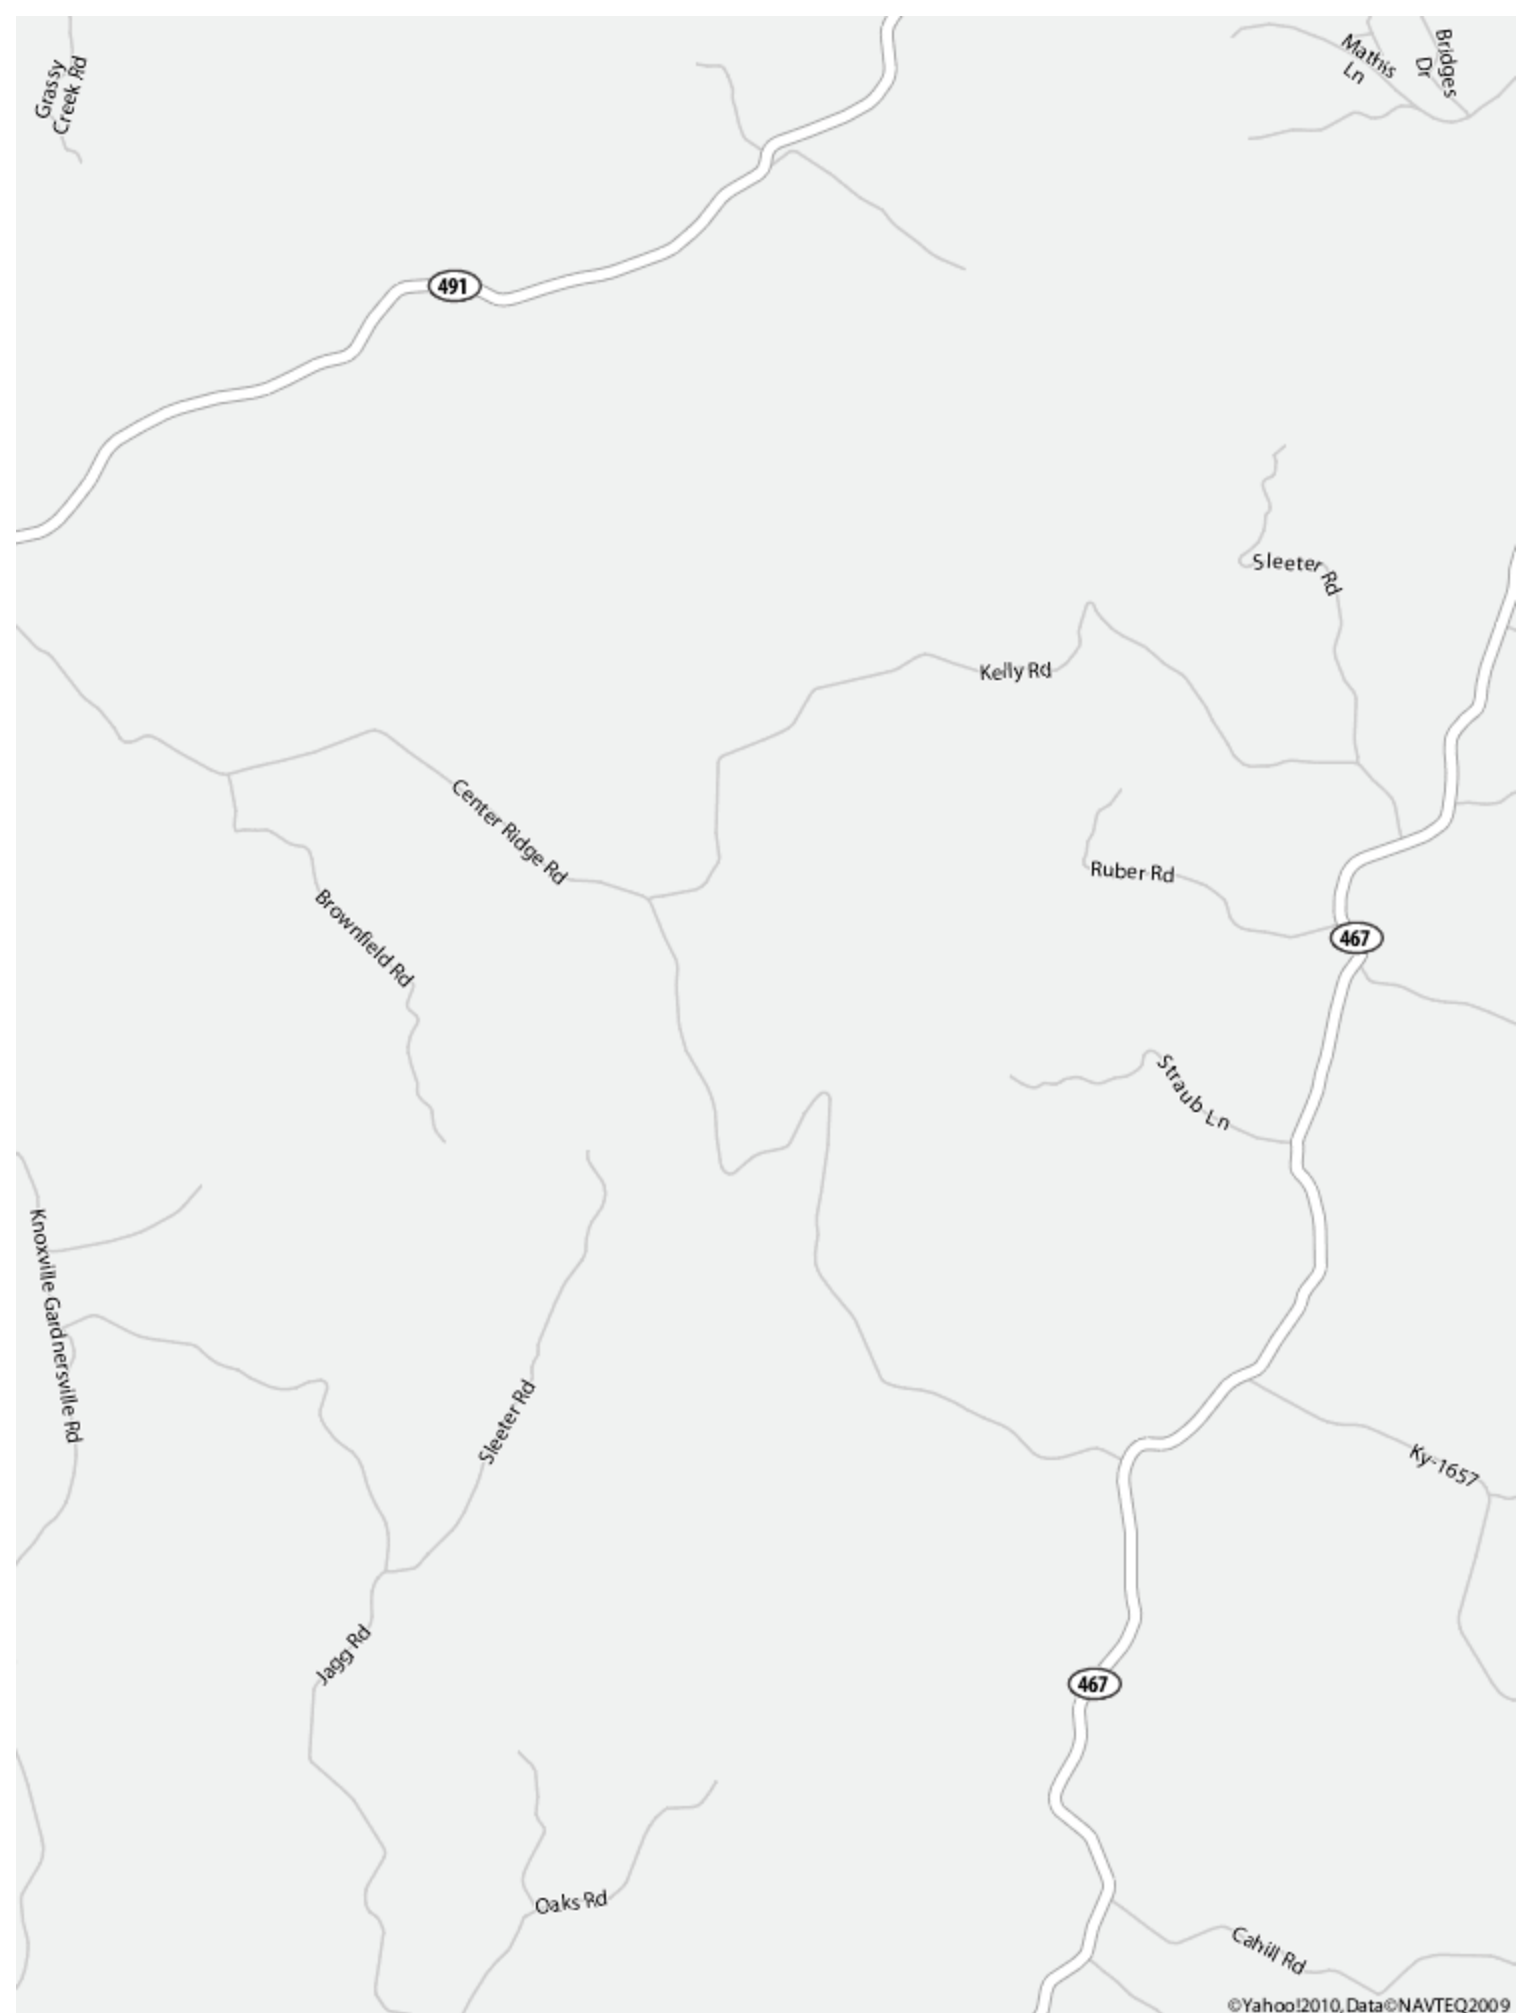 Grassy
Creek Rd
Mathis
Ln
Bridges
Dr
491
Sleeter Rd
Kelly Rd
Center Ridge Rd
Ruber Rd
Brownfield Rd
467
Straub Ln
Knoxville Gardnersville Rd
Sleeter Rd
Ky-1657
Jagg Rd
467
Oaks Rd
Cahill Rd
©Yahoo!2010, Data©NAVTEQ2009